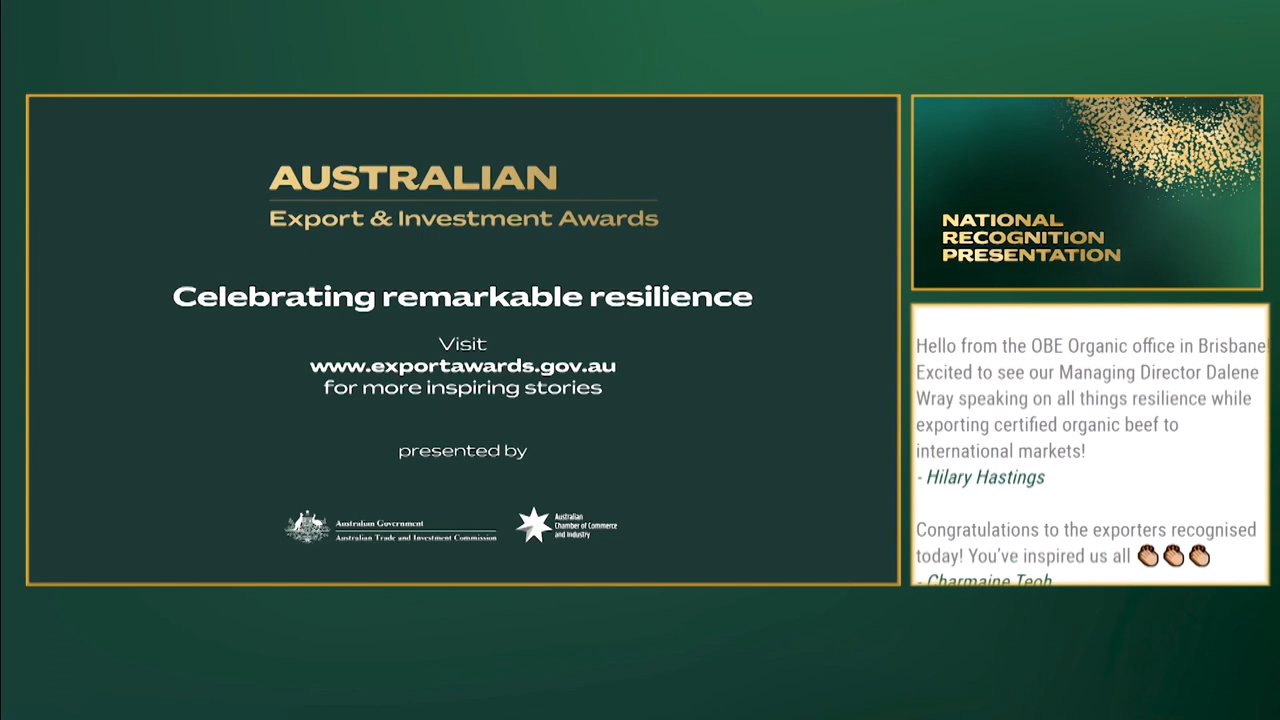 AUSTRALIAN
Export & Investment Awards
Celebrating remarkable resilience
Visit
www.exportawards.gov.au
for more inspiring stories
presented by
Australian Government
Australian Trade and Investment Commission
Australian
Chamber of Commerce
and Industry
NATIONAL
RECOGNITION
PRESENTATION
Hello from the OBE Organic office in Brisbane!
Excited to see our Managing Director Dalene
Wray speaking on all things resilience while
exporting certified organic beef to
international markets!
- Hilary Hastings
Congratulations to the exporters recognised
today! You've inspired us all 👏👏👏
- Charmaine Teoh